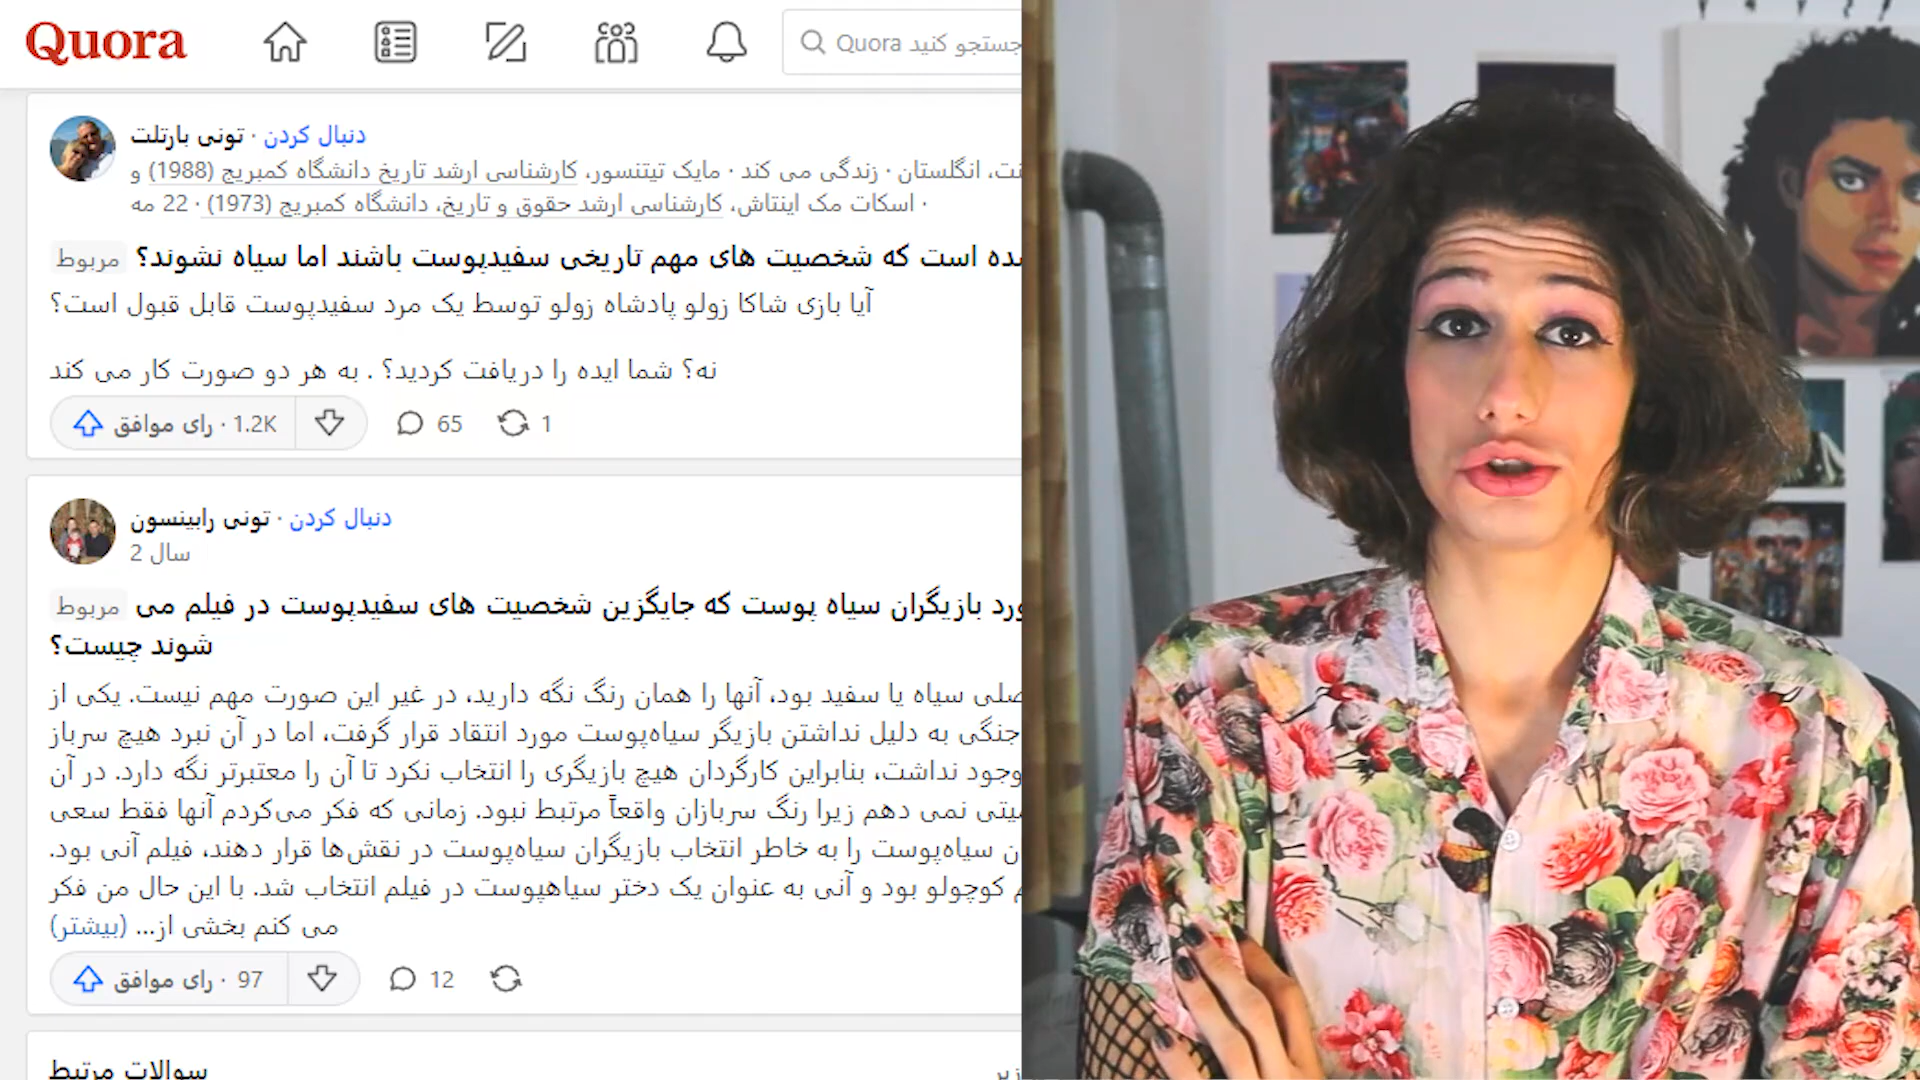 Quora
جستجو کنید Quora
تونی بارتلت · دنبال کردن
انگلستان · زندگی می کند · مایک تیتنسور، کارشناسی ارشد تاریخ دانشگاه کمبریج (1988) و
· اسکات مک اینتاش، کارشناسی ارشد حقوق و تاریخ، دانشگاه کمبریج (1973) · 22 مه
است که شخصیت های مهم تاریخی سفیدپوست باشند اما سیاه نشوند؟ مربوط
آیا بازی شاکا زولو پادشاه زولو توسط یک مرد سفیدپوست قابل قبول است؟
نه؟ شما ایده را دریافت کردید؟ . به هر دو صورت کار می کند
رای موافق · 1.2K
65
1
تونی رابینسون · دنبال کردن
2 سال
بازیگران سیاه پوست که جایگزین شخصیت های سفیدپوست در فیلم می مربوط
شوند چیست؟
سیاه یا سفید بود، آنها را همان رنگ نگه دارید، در غیر این صورت مهم نیست. یکی از
جنگی به دلیل نداشتن بازیگر سیاه‌پوست مورد انتقاد قرار گرفت، اما در آن نبرد هیچ سرباز
وجود نداشت، بنابراین کارگردان هیچ بازیگری را انتخاب نکرد تا آن را معتبرتر نگه دارد. در آن
نمی دهم زیرا رنگ سربازان واقعاً مرتبط نبود. زمانی که فکر می‌کردم آنها فقط سعی
سیاه‌پوست را به خاطر انتخاب بازیگران سیاه‌پوست در نقش‌ها قرار دهند، فیلم آنی بود.
کوچولو بود و آنی به عنوان یک دختر سیاهپوست در فیلم انتخاب شد. با این حال من فکر
می کنم بخشی از... (بیشتر)
رای موافق · 97
12
سوالات مرتبط